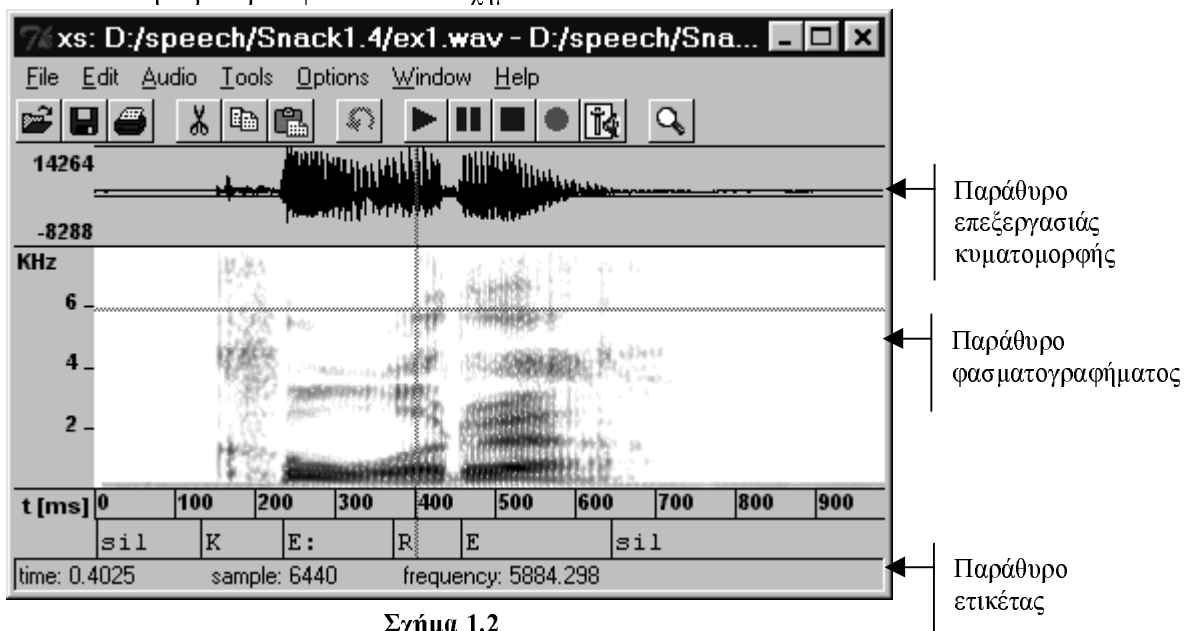 xs: D:/speech/Snack1.4/ex1.wav - D:/speech/Sna...
File Edit Audio Tools Options Window Help
14264
-8288
Παράθυρο
επεξεργασιάς
κυματομορφής
KHz
6
4
2
Παράθυρο
φασματογραφήματος
t [ms] 0 100 200 300 400 500 600 700 800 900
sil K E: R E sil
time: 0.4025 sample: 6440 frequency: 5884.298
Παράθυρο
ετικέτας
Σχήμα 1.2